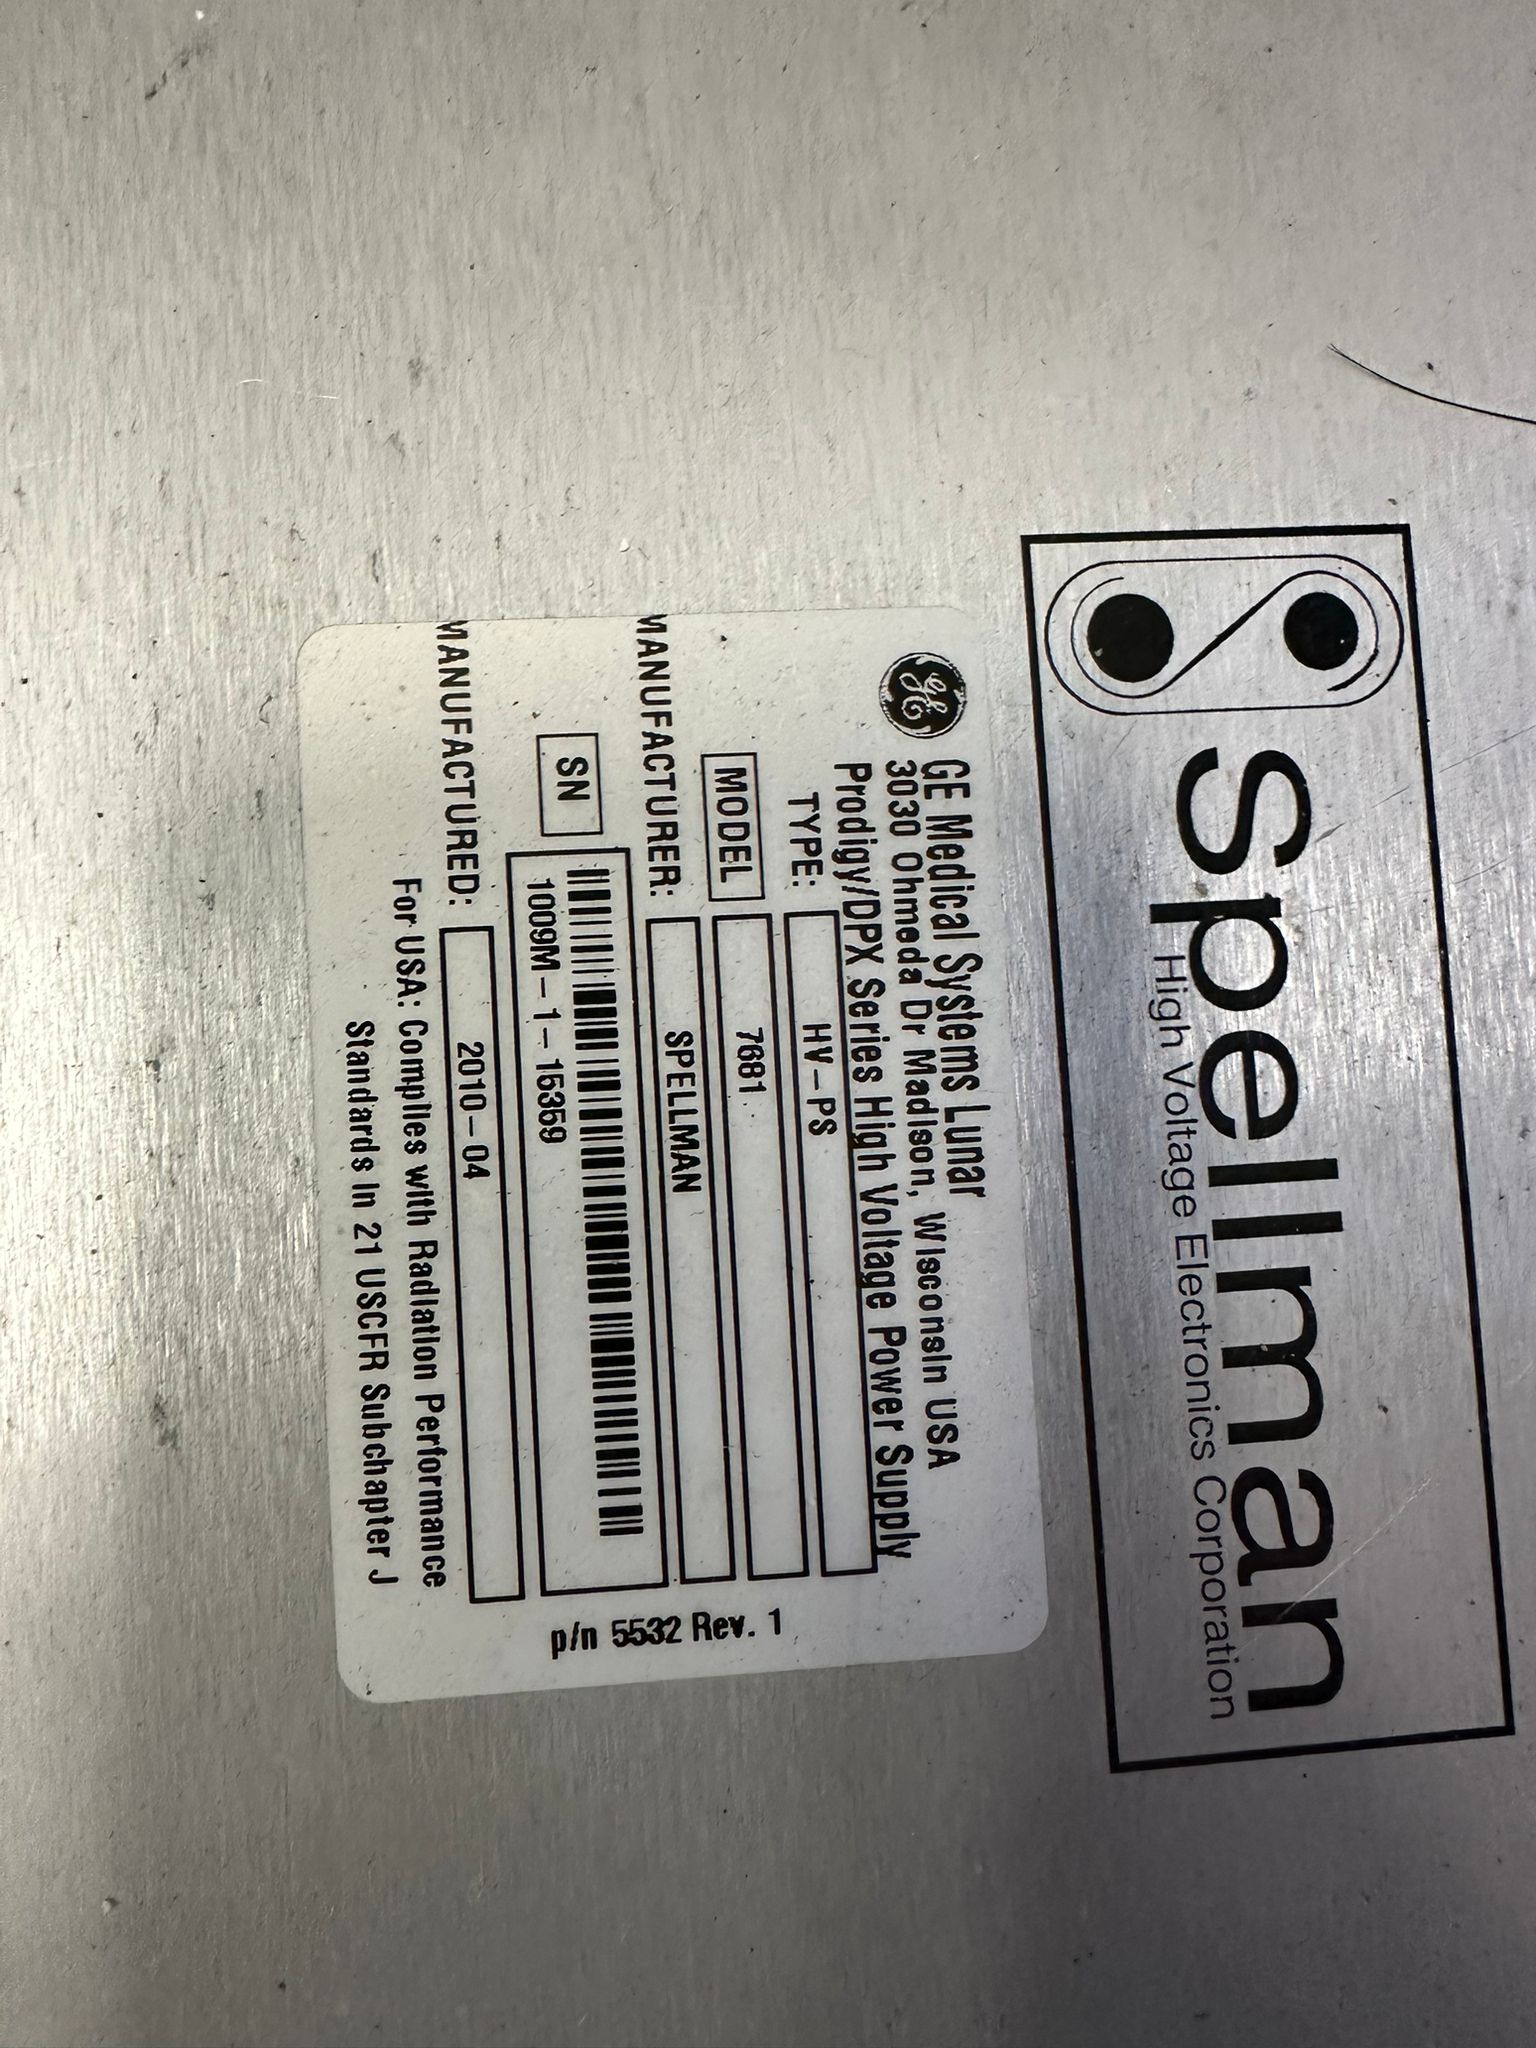 spellman
High Voltage Electronics Corporation
GE
GE Medical Systems Lunar
3030 Ohmeda Dr Madison, Wisconsin USA
Prodigy/DPX Series High Voltage Power Supply
TYPE: HV-PS
MODEL 7681
MANUFACTURER: SPELLMAN
SN 1009M-1-15359
MANUFACTURED: 2010-04
For USA: Complies with Radiation Performance
Standards In 21 USCFR Subchapter J
p/n 5532 Rev. 1